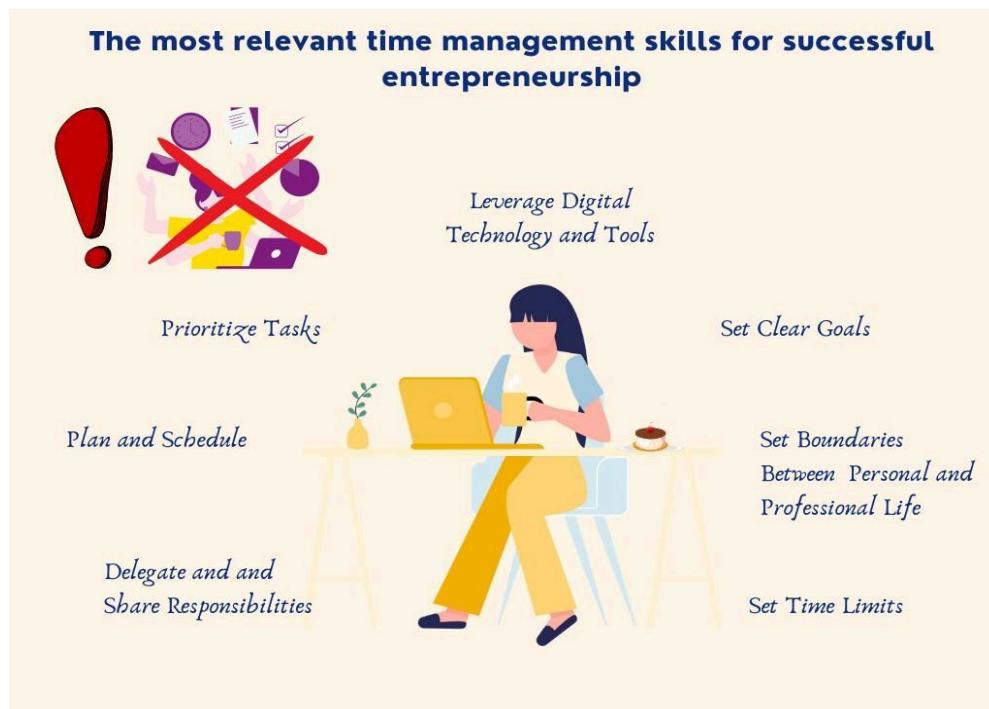 The most relevant time management skills for successful
entrepreneurship
Leverage Digital
Technology and Tools
Prioritize Tasks
Set Clear Goals
Plan and Schedule
Set Boundaries
Between Personal and
Professional Life
Delegate and and
Share Responsibilities
Set Time Limits